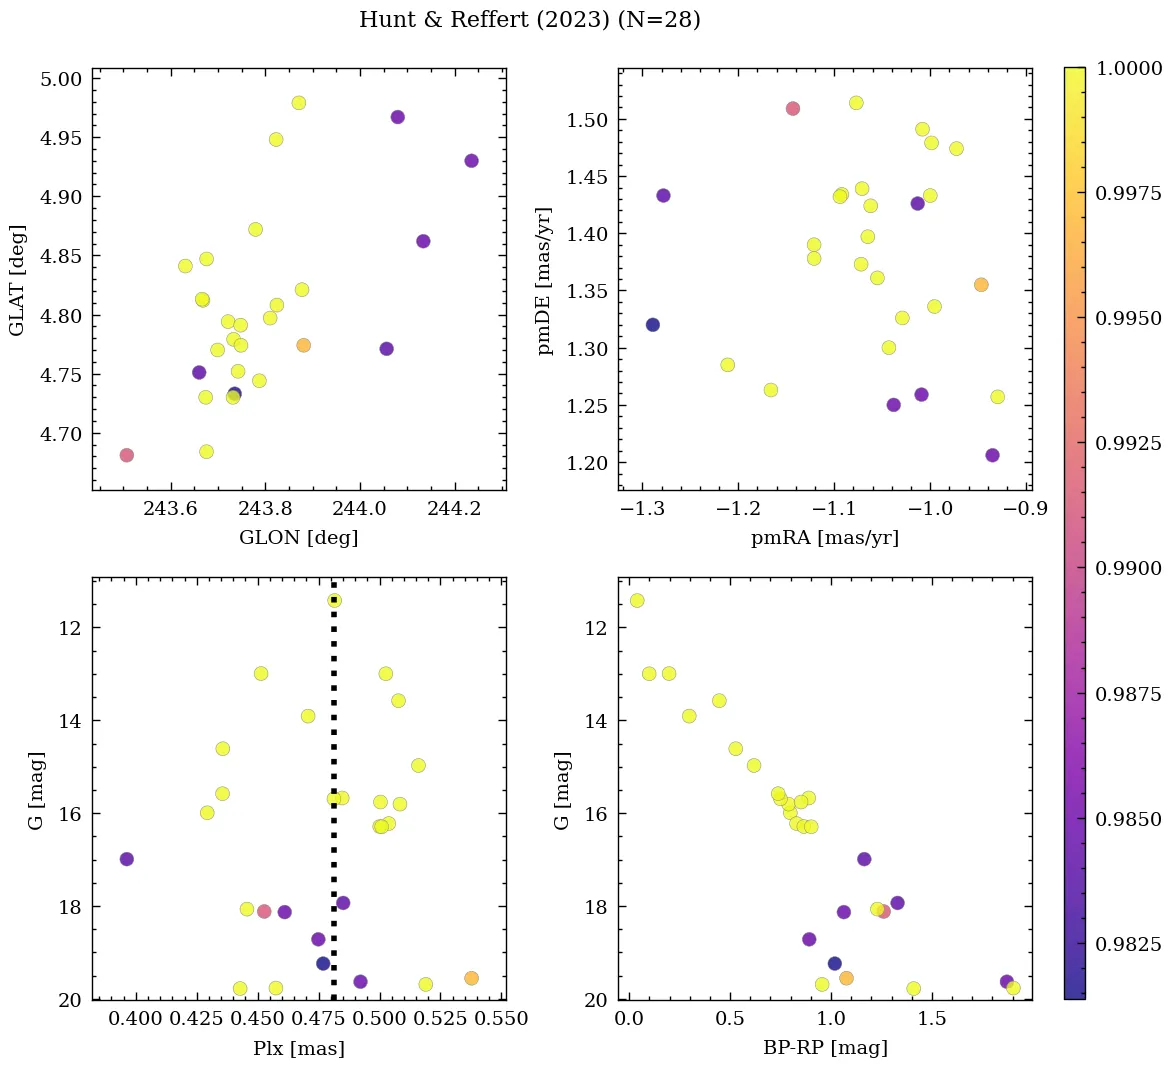 Hunt & Reffert (2023) (N=28)
5.00
4.95
4.90
4.85
4.80
4.75
4.70
GLAT [deg]
243.6 243.8 244.0 244.2
GLON [deg]
1.50
1.45
1.40
1.35
1.30
1.25
1.20
pmDE [mas/yr]
−1.3 −1.2 −1.1 −1.0 −0.9
pmRA [mas/yr]
12
14
16
18
20
G [mag]
0.400 0.425 0.450 0.475 0.500 0.525 0.550
Plx [mas]
12
14
16
18
20
G [mag]
0.0 0.5 1.0 1.5
BP-RP [mag]
1.0000
0.9975
0.9950
0.9925
0.9900
0.9875
0.9850
0.9825